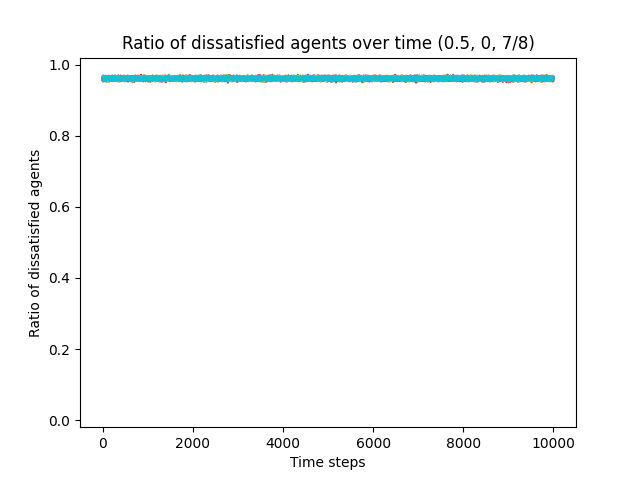 Ratio of dissatisfied agents over time (0.5, 0, 7/8)
1.0
0.8
0.6
0.4
0.2
0.0
Ratio of dissatisfied agents
0 2000 4000 6000 8000 10000
Time steps